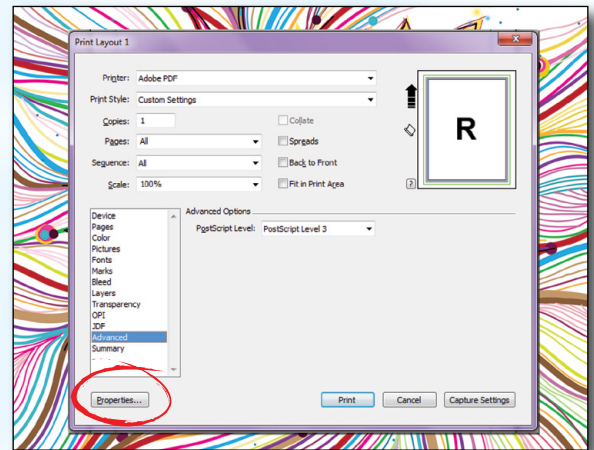 Print Layout 1
Printer: Adobe PDF
Print Style: Custom Settings
Copies: 1 Collate
Pages: All Spreads
Sequence: All Back to Front
Scale: 100% Fit in Print Area
R
?
Device
Pages
Color
Pictures
Fonts
Marks
Bleed
Layers
Transparency
OPI
JDF
Advanced
Summary
Advanced Options
PostScript Level: PostScript Level 3
Properties... Print Cancel Capture Settings